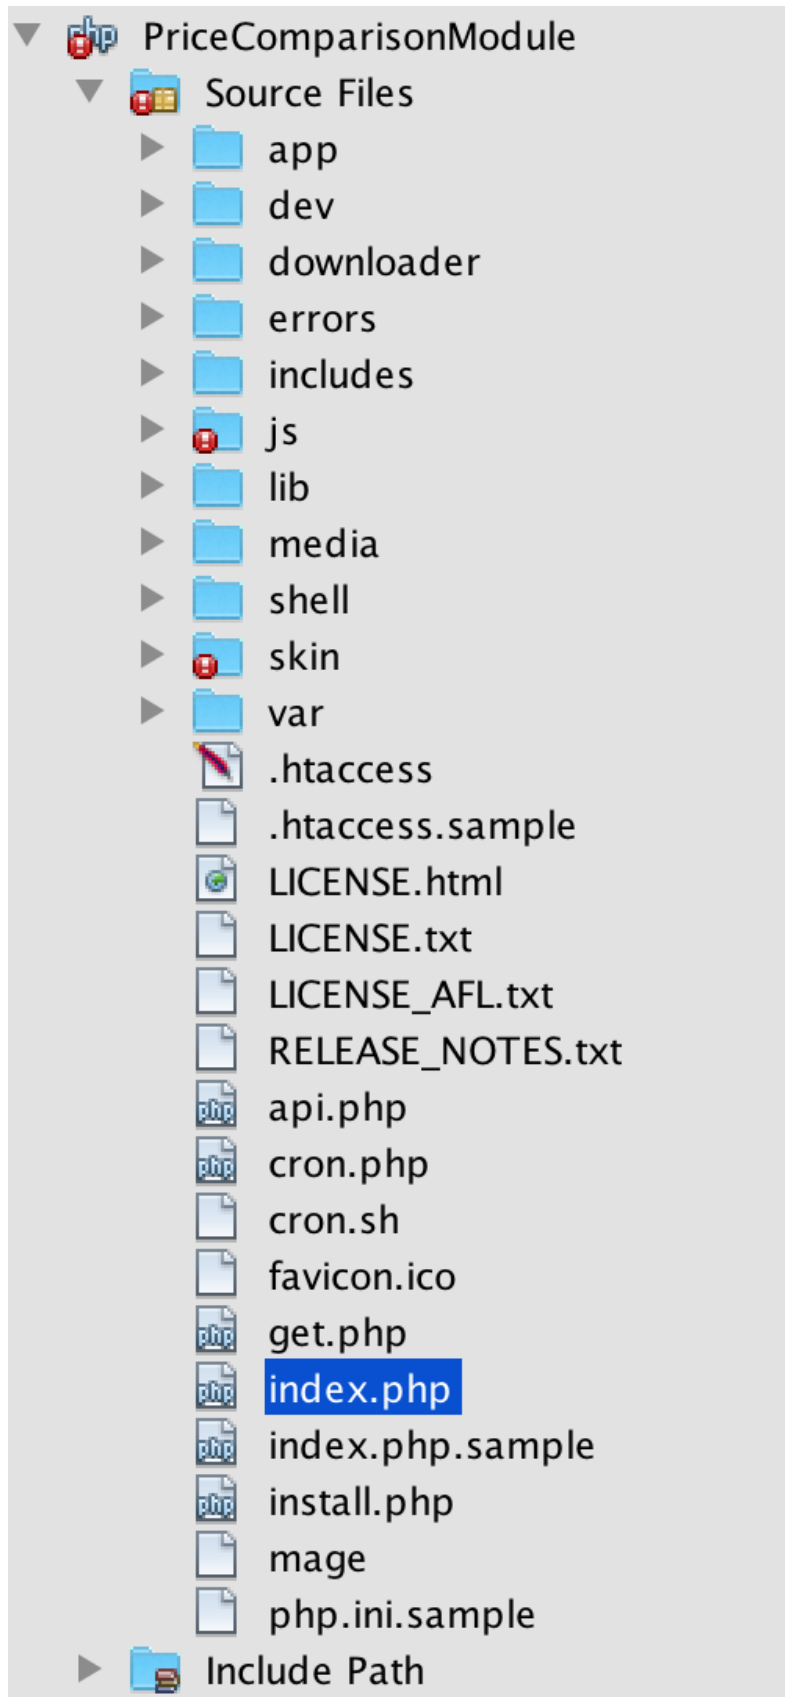 PriceComparisonModule
Source Files
app
dev
downloader
errors
includes
js
lib
media
shell
skin
var
.htaccess
.htaccess.sample
LICENSE.html
LICENSE.txt
LICENSE_AFL.txt
RELEASE_NOTES.txt
api.php
cron.php
cron.sh
favicon.ico
get.php
index.php
index.php.sample
install.php
mage
php.ini.sample
Include Path